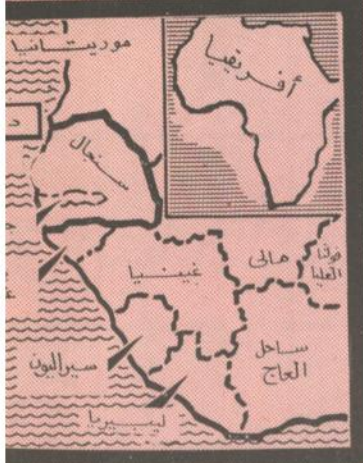 موريتانيا
أفريقيا
سنغال
مالى
فولتا
العليا
غينيا
ساحل
العاج
سيراليون
ليبيريا